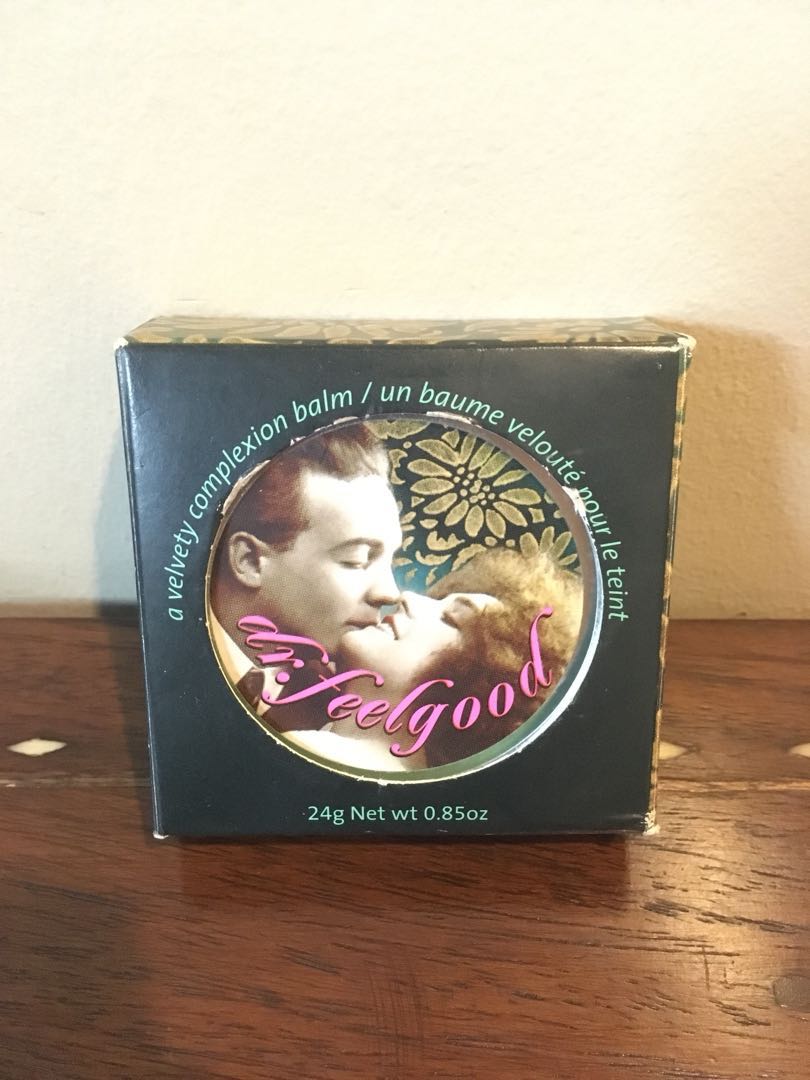 a velvety complexion balm / un baume velouté pour le teint
dr.feelgood
24g Net wt 0.85oz